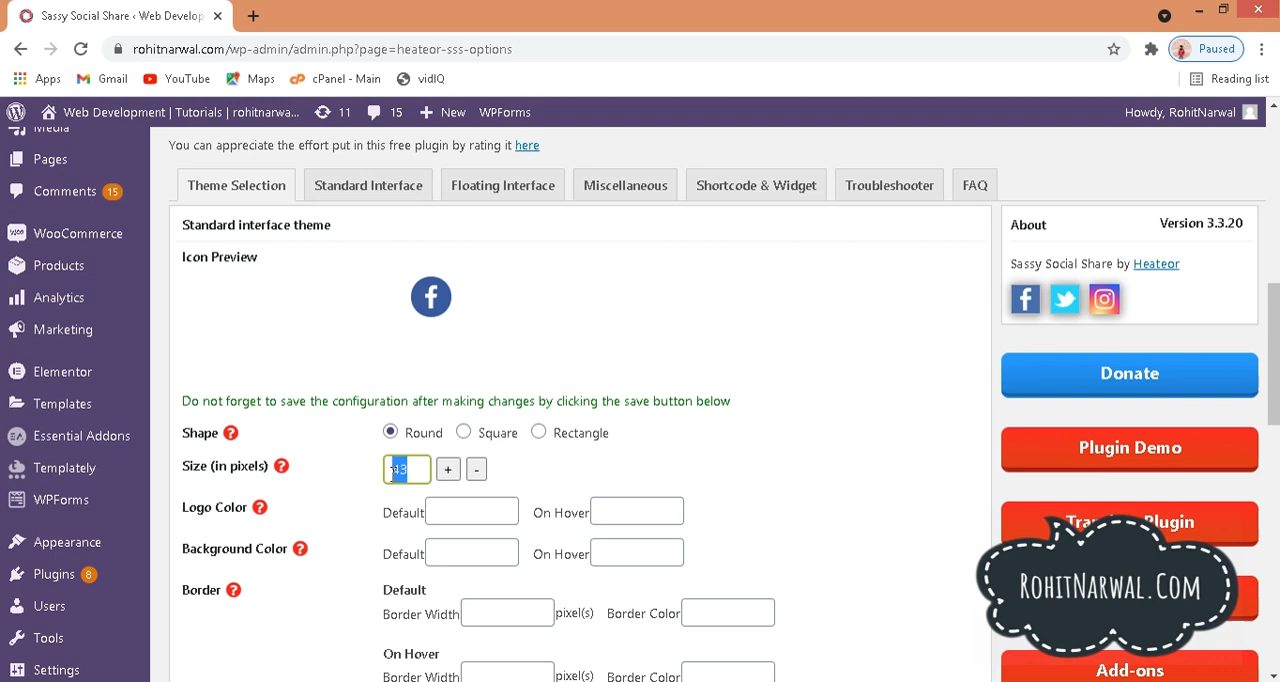 Sassy Social Share ‹ Web Develop
rohitnarwal.com/wp-admin/admin.php?page=heateor-sss-options
Paused
Apps
Gmail
YouTube
Maps
cPanel - Main
vidIQ
Reading list
Web Development | Tutorials | rohitnarwa...
11
15
New
WPForms
Howdy, RohitNarwal
Media
Pages
Comments 15
WooCommerce
Products
Analytics
Marketing
Elementor
Templates
Essential Addons
Templately
WPForms
Appearance
Plugins 8
Users
Tools
Settings
You can appreciate the effort put in this free plugin by rating it here
Theme Selection
Standard Interface
Floating Interface
Miscellaneous
Shortcode & Widget
Troubleshooter
FAQ
Standard interface theme
Icon Preview
Do not forget to save the configuration after making changes by clicking the save button below
Shape ? Round Square Rectangle
Size (in pixels) ? 43 + -
Logo Color ? Default On Hover
Background Color ? Default On Hover
Border ? Default
Border Width pixel(s) Border Color
On Hover
Border Width pixel(s) Border Color
About Version 3.3.20
Sassy Social Share by Heateor
Donate
Plugin Demo
Plugin
Add-ons
RohitNarwal.Com